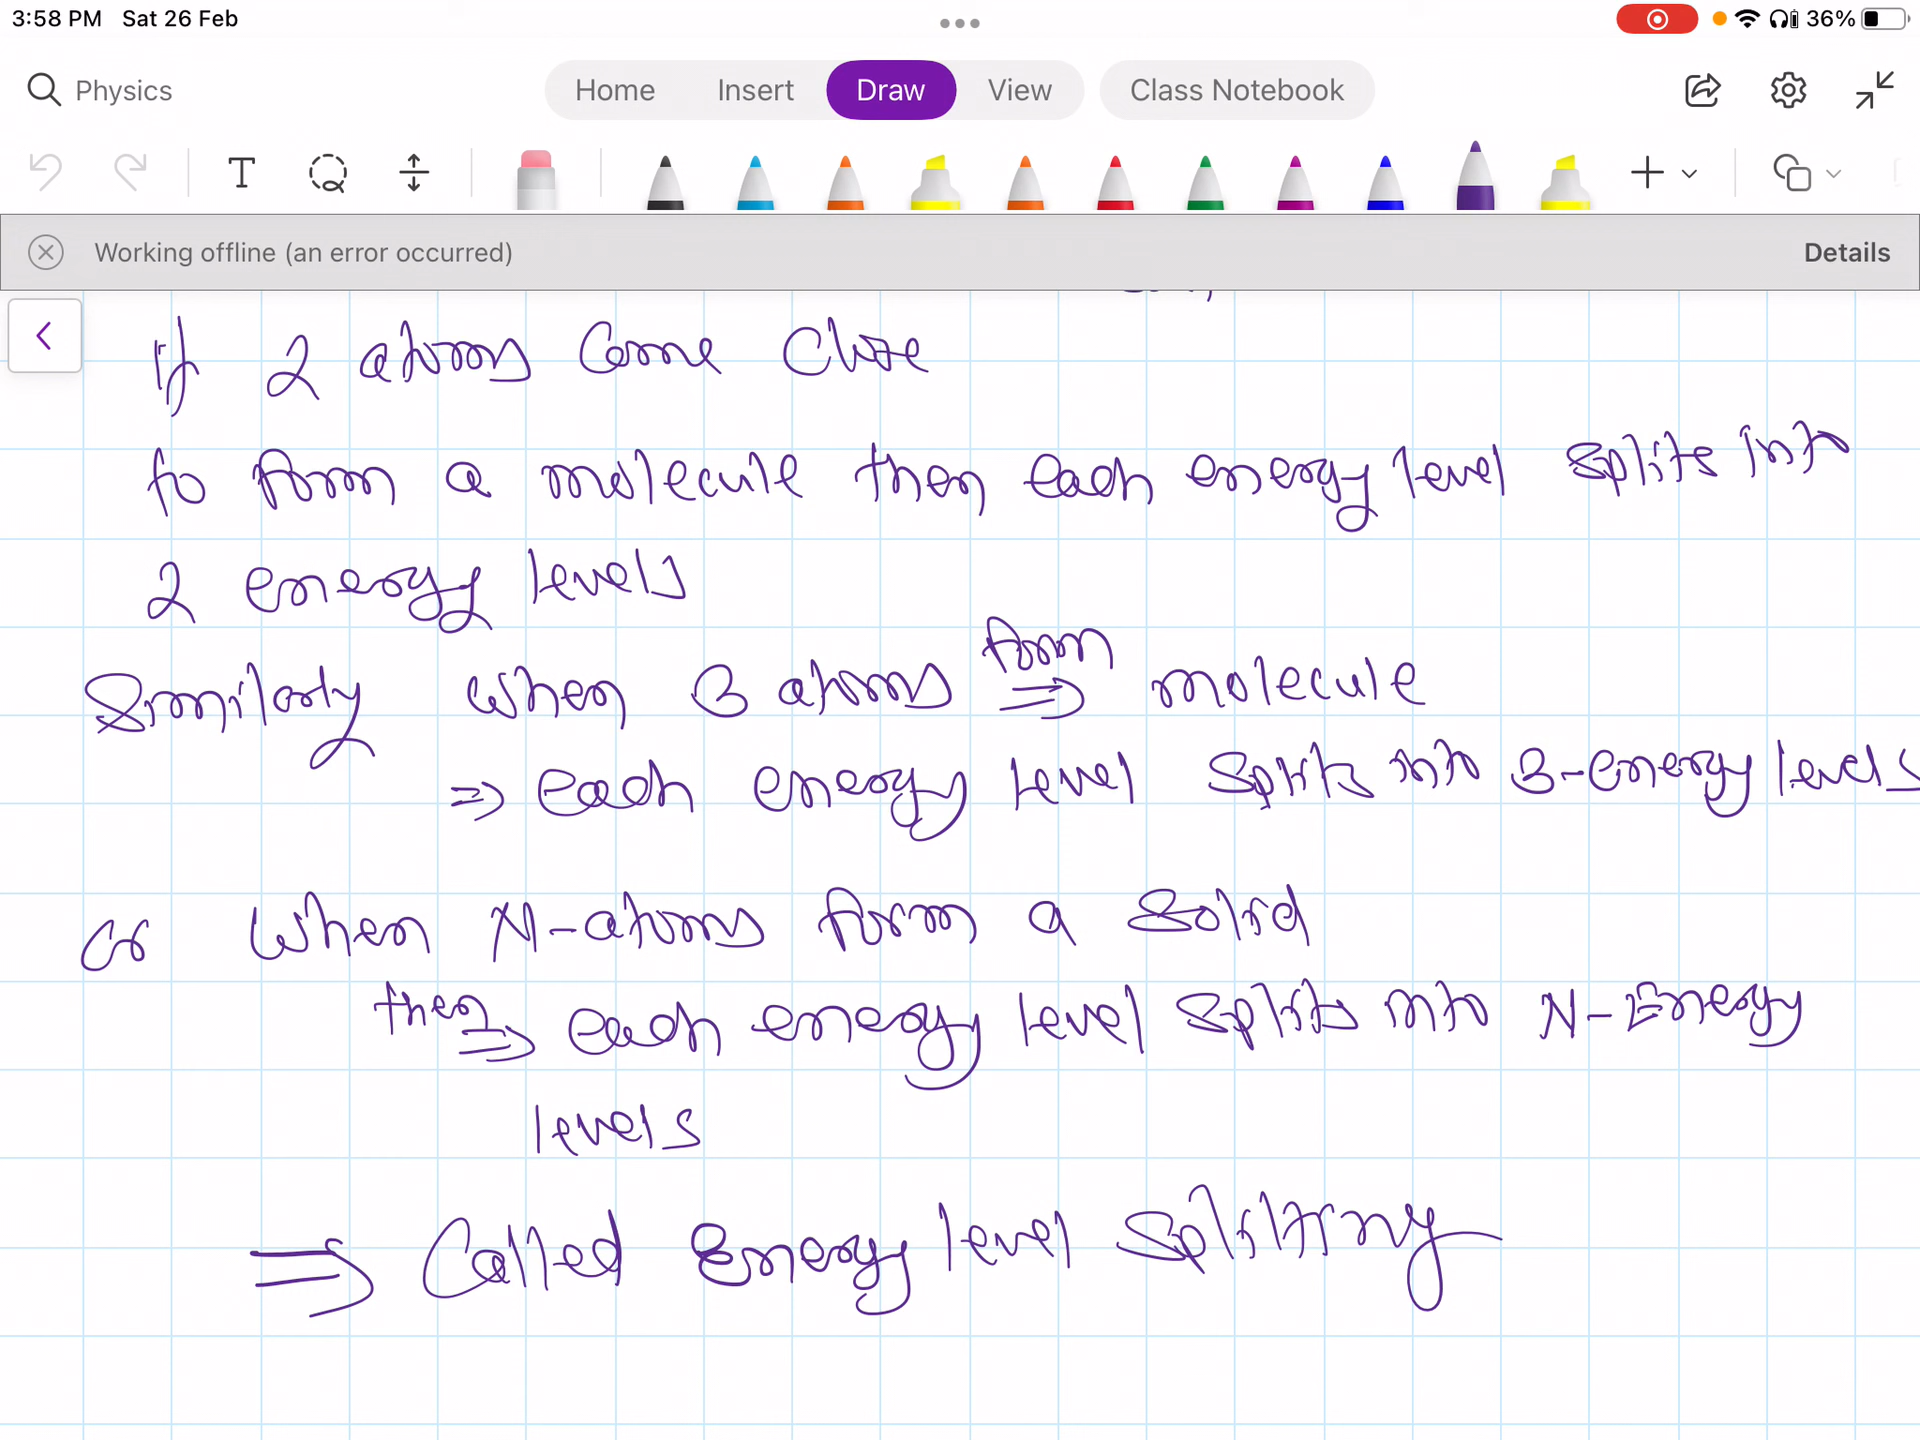 3:58 PM Sat 26 Feb 36%
Physics Home Insert Draw View Class Notebook
T
Working offline (an error occurred) Details
if 2 atoms come close
to form a molecule then each energy level splits into
2 energy levels
Similarly when 3 atoms form ⇒ molecule
⇒ each energy level splits into 3-energy levels
or when N-atoms form a solid
then ⇒ each energy level splits into N-Energy
levels
⇒ Called Energy level Splitting